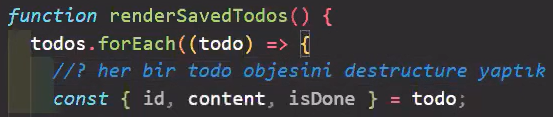 function renderSavedTodos() {
todos.forEach((todo) => {
//? her bir todo objesini destructure yaptık
const { id, content, isDone } = todo;